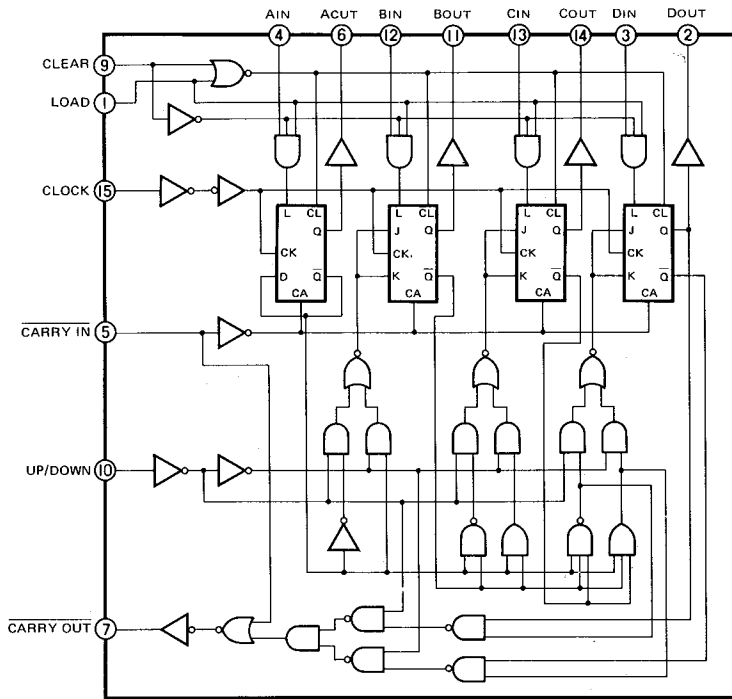 AIN ACUT BIN BOUT CIN COUT DIN DOUT
4 6 12 11 13 14 3 2
CLEAR 9
LOAD 1
CLOCK 15
L CL L CL L CL L CL
Q J Q J Q J Q
CK CK. CK CK
D Q K Q K Q K Q
CA CA CA CA
CARRY IN 5
UP/DOWN 10
CARRY OUT 7